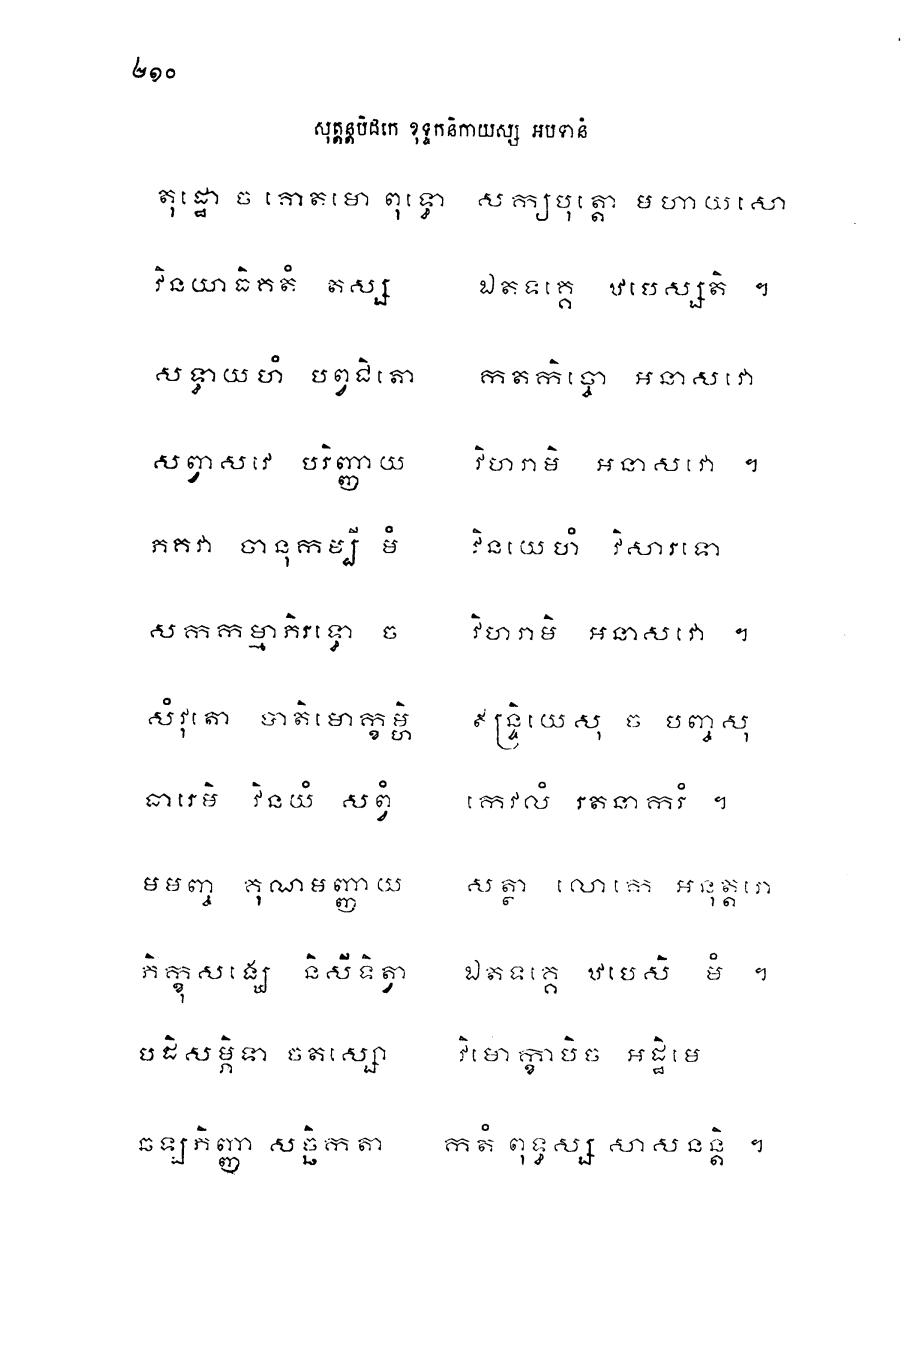 ២១០
សុត្តន្តបិដកេ ខុទ្ទកនិកាយស្ស អបទានំ
តុដ្ឋោ ច គោតមោ ពុទ្ធោ សក្យបុត្តោ មហាយសោ
វិនយាធិគតំ តស្ស ឯតទគ្គេ ឋបេស្សតិ ។
សទ្ធាយហំ បព្វជិតោ កតកិច្ចោ អនាសវោ
សព្វាសវេ បរិញ្ញាយ វិហរាមិ អនាសវោ ។
ភគវា ចានុកម្បី មំ វិនយេហំ វិសារទោ
សកកម្មាភិរទ្ធោ ច វិហរាមិ អនាសវោ ។
សំវុតោ បាតិមោក្ខម្ហិ ឥន្ទ្រិយេសុ ច បញ្ចសុ
ធារេមិ វិនយំ សព្វំ កេវលំ រតនាករំ ។
មមញ្ច គុណមញ្ញាយ សត្ថា លោកេ អនុត្តរោ
ភិក្ខុសង្ឃេ និសីទិត្វា ឯតទគ្គេ ឋបេសិ មំ ។
បដិសម្ភិទា ចតស្សោ វិមោក្ខាបិច អដ្ឋិមេ
ឆឡភិញ្ញា សច្ឆិកតា កតំ ពុទ្ធស្ស សាសនន្តិ ។